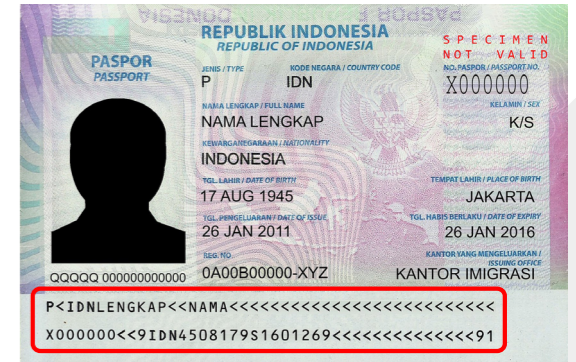 REPUBLIK INDONESIA
REPUBLIC OF INDONESIA
SPECIMEN
NOT VALID
PASPOR
PASSPORT
JENIS / TYPE
KODE NEGARA / COUNTRY CODE
NO. PASPOR / PASSPORT NO.
P
IDN
X000000
NAMA LENGKAP / FULL NAME
KELAMIN / SEX
NAMA LENGKAP
K/S
KEWARGANEGARAAN / NATIONALITY
INDONESIA
TGL. LAHIR / DATE OF BIRTH
TEMPAT LAHIR / PLACE OF BIRTH
17 AUG 1945
JAKARTA
TGL. PENGELUARAN / DATE OF ISSUE
TGL. HABIS BERLAKU / DATE OF EXPIRY
26 JAN 2011
26 JAN 2016
REG. NO.
KANTOR YANG MENGELUARKAN /
ISSUING OFFICE
QQQQQ 000000000000
0A00B00000-XYZ
KANTOR IMIGRASI
P<IDNLENGKAP<<NAMA<<<<<<<<<<<<<<<<<<<<<<<<<<
X000000<<9IDN4508179S1601269<<<<<<<<<<<<<<91